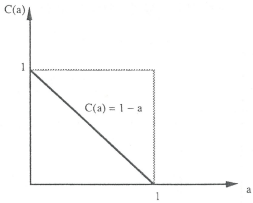 C(a)
1
C(a) = 1 – a
1
a